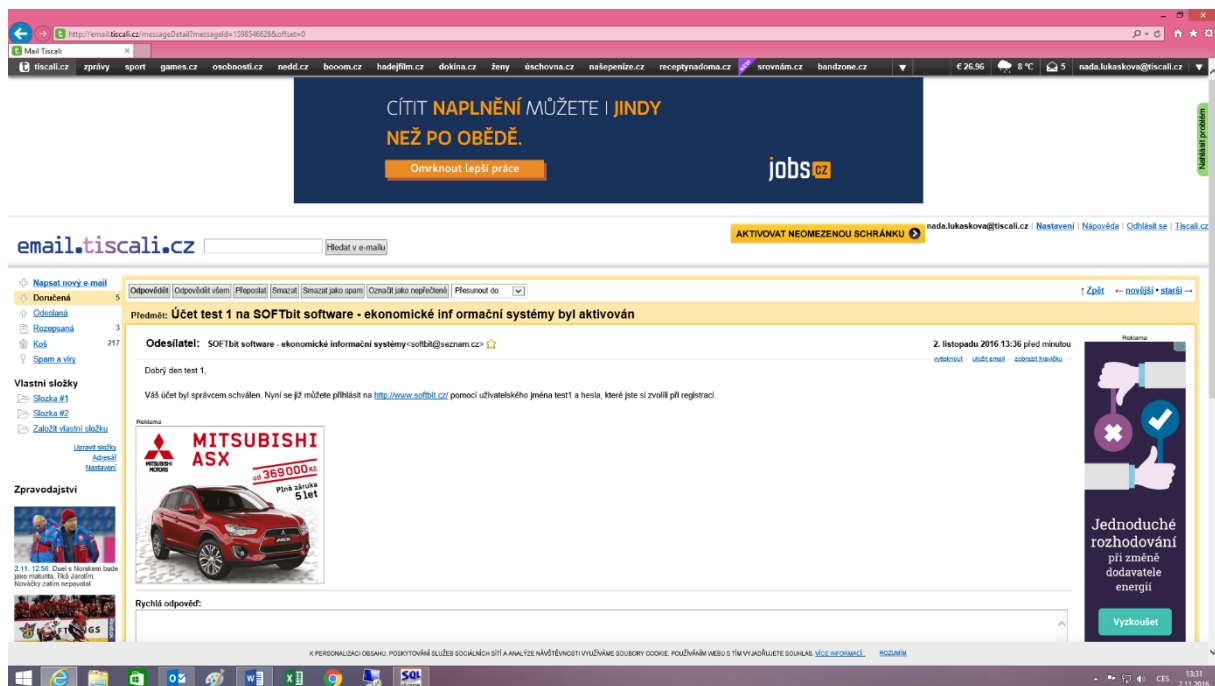 http://email.tiscali.cz/messageDetail?messageId=1598546628&offset=0
Mail Tiscali
tiscali.cz zprávy sport games.cz osobnosti.cz nedd.cz booom.cz hadejfilm.cz dokina.cz ženy úschovna.cz našepeníze.cz receptynadoma.cz NEW srovnám.cz bandzone.cz € 26.96 8 °C 5 nada.lukaskova@tiscali.cz
CÍTIT NAPLNĚNÍ MŮŽETE I JINDY
NEŽ PO OBĚDĚ.
Omrknout lepší práce
jobs cz
Nahlásit problém
email.tiscali.cz
Hledat v e-mailu
AKTIVOVAT NEOMEZENOU SCHRÁNKU
nada.lukaskova@tiscali.cz | Nastavení | Nápověda | Odhlásit se | Tiscali.cz
Napsat nový e-mail
Doručená 5
Odeslaná
Rozepsaná 3
Koš 217
Spam a viry
Vlastní složky
Slozka #1
Slozka #2
Založit vlastní složku
Upravit složky
Adresář
Nastavení
Zpravodajství
2.11. 12:58: Duel s Norskem bude
jako maturita, říká Jarolím.
Nováčky zatím nepovolal
Odpovědět Odpovědět všem Přeposlat Smazat Smazat jako spam Označit jako nepřečtené Přesunout do:
↑ Zpět ← novější • starší →
Předmět: Účet test 1 na SOFTbit software - ekonomické inf ormační systémy byl aktivován
Odesílatel: SOFTbit software - ekonomické informační systémy<softbit@seznam.cz>
2. listopadu 2016 13:36 před minutou
vytisknout uložit email zobrazit hlavičku
Dobrý den test 1,
Váš účet byl správcem schválen. Nyní se již můžete přihlásit na http://www.softbit.cz/ pomocí uživatelského jména test1 a hesla, které jste si zvolili při registraci.
Reklama
MITSUBISHI
ASX
MITSUBISHI
MOTORS
od 369 000 Kč
Plná záruka
5 let
Rychlá odpověď:
Reklama
Jednoduché
rozhodování
při změně
dodavatele
energií
Vyzkoušet
K PERSONALIZACI OBSAHU, POSKYTOVÁNÍ SLUŽEB SOCIÁLNÍCH SÍTÍ A ANALÝZE NÁVŠTĚVNOSTI VYUŽÍVÁME SOUBORY COOKIE. POUŽÍVÁNÍM WEBU S TÍM VYJADŘUJETE SOUHLAS. VÍCE INFORMACÍ. ROZUMÍM
SQL
CES
13:31
2.11.2016